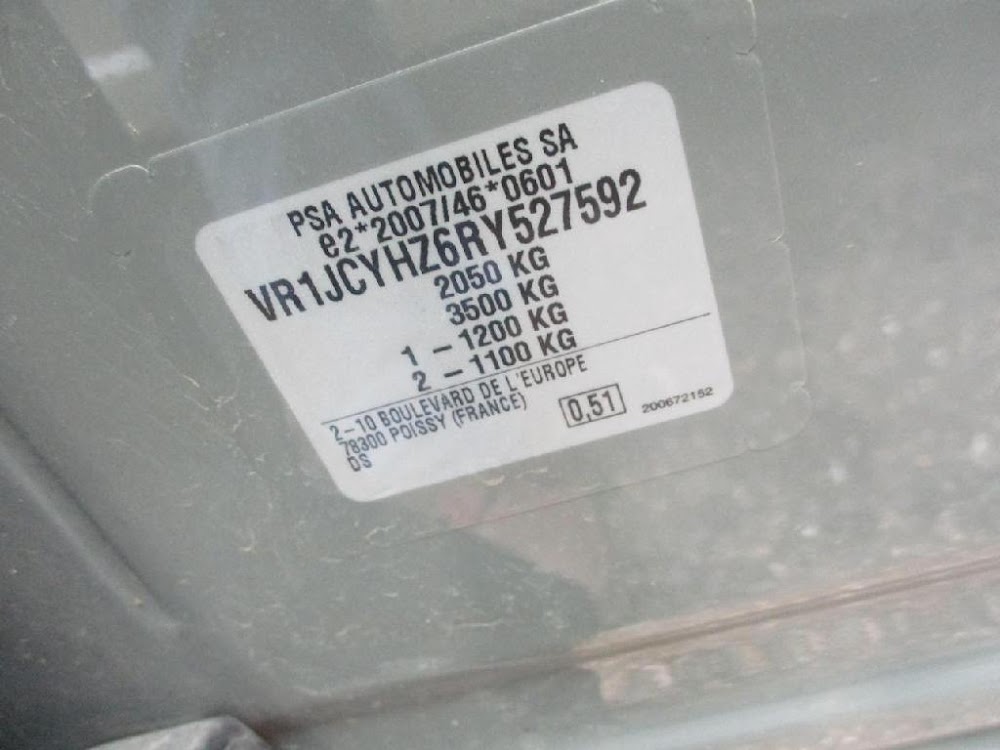 PSA AUTOMOBILES SA
e2*2007/46*0601
VR1JCYHZ6RY527592
2050 KG
3500 KG
1 - 1200 KG
2 - 1100 KG
2-10 BOULEVARD DE L'EUROPE
78300 POISSY (FRANCE)
DS
0,51
200672152